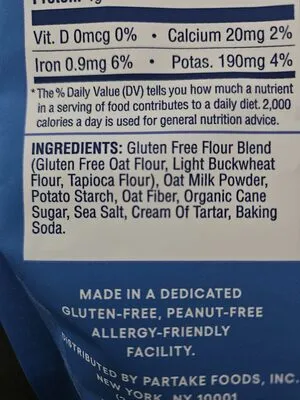 Vit. D 0mcg 0% • Calcium 20mg 2%
Iron 0.9mg 6% • Potas. 190mg 4%
*The % Daily Value (DV) tells you how much a nutrient
in a serving of food contributes to a daily diet. 2,000
calories a day is used for general nutrition advice.
INGREDIENTS: Gluten Free Flour Blend
(Gluten Free Oat Flour, Light Buckwheat
Flour, Tapioca Flour), Oat Milk Powder,
Potato Starch, Oat Fiber, Organic Cane
Sugar, Sea Salt, Cream Of Tartar, Baking
Soda.
MADE IN A DEDICATED
GLUTEN-FREE, PEANUT-FREE
ALLERGY-FRIENDLY
FACILITY.
DISTRIBUTED BY PARTAKE FOODS, INC.
NEW YORK, NY 10001